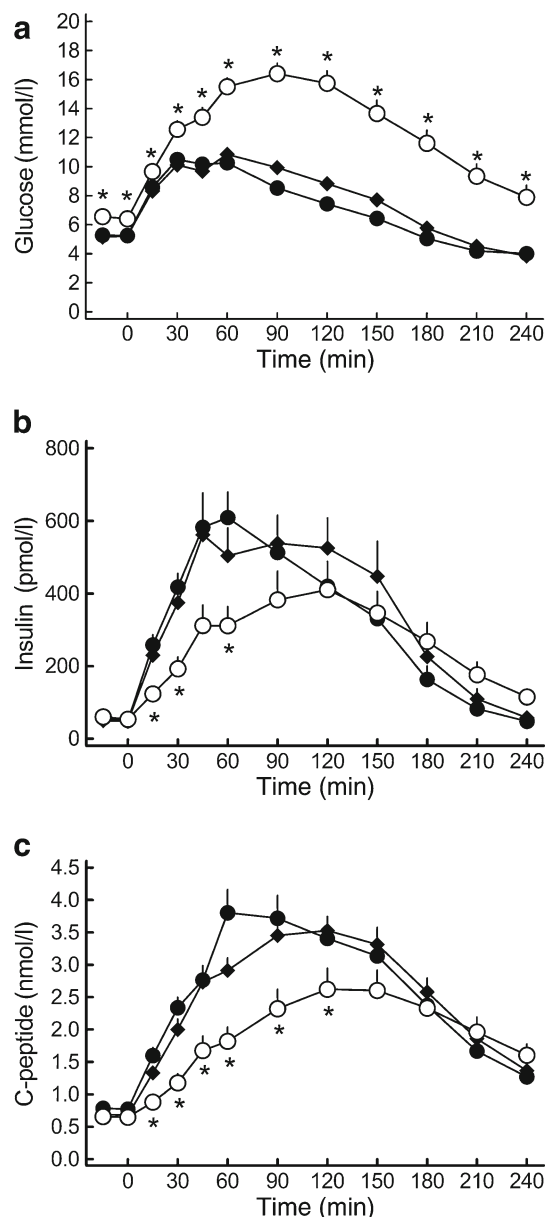 a
20
18
16
14
12
10
8
6
4
2
0
Glucose (mmol/l)
* * * * * * * * * * * * *
0 30 60 90 120 150 180 210 240
Time (min)
b
800
600
400
200
0
Insulin (pmol/l)
* * *
0 30 60 90 120 150 180 210 240
Time (min)
c
4.5
4.0
3.5
3.0
2.5
2.0
1.5
1.0
0.5
0.0
C-peptide (nmol/l)
* * * * * *
0 30 60 90 120 150 180 210 240
Time (min)